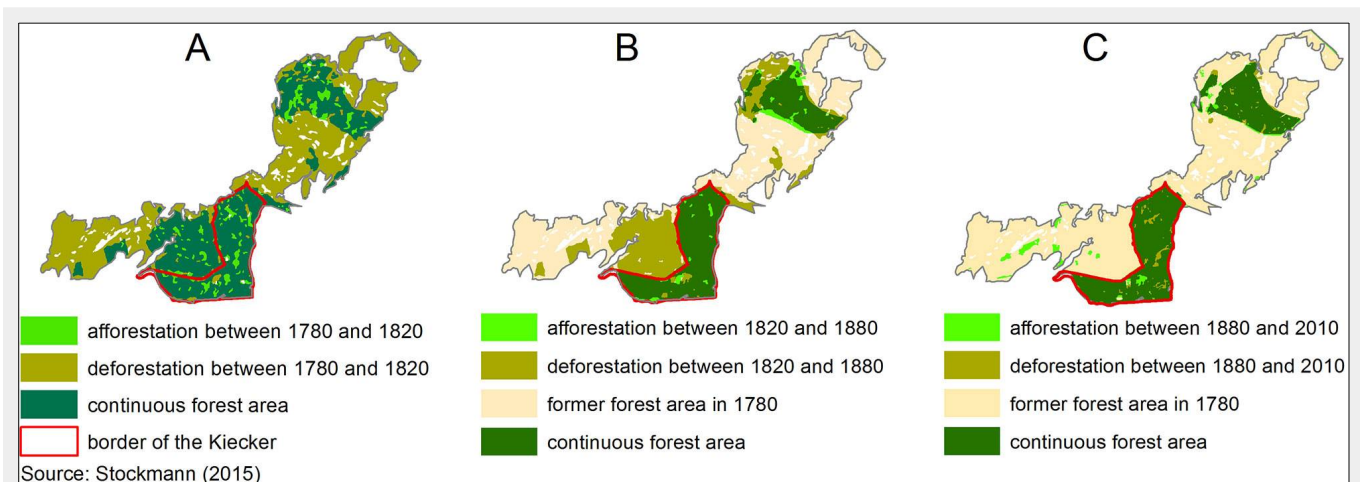 A
B
C
afforestation between 1780 and 1820
deforestation between 1780 and 1820
continuous forest area
border of the Kiecker
Source: Stockmann (2015)
afforestation between 1820 and 1880
deforestation between 1820 and 1880
former forest area in 1780
continuous forest area
afforestation between 1880 and 2010
deforestation between 1880 and 2010
former forest area in 1780
continuous forest area